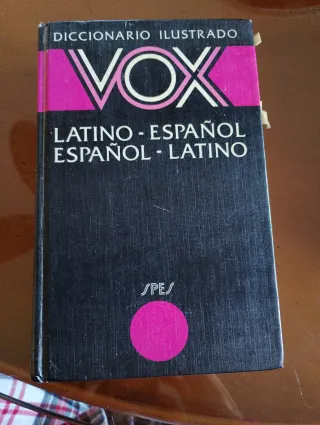 DICCIONARIO ILUSTRADO
VOX
LATINO - ESPAÑOL
ESPAÑOL - LATINO
SPES